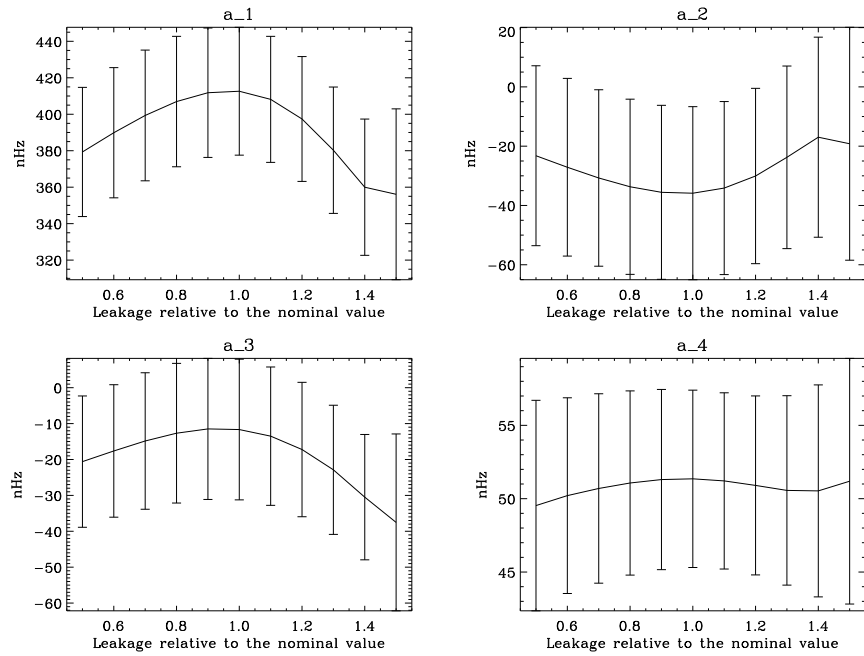 a_1
440
420
400
380
360
340
320
nHz
0.6 0.8 1.0 1.2 1.4
Leakage relative to the nominal value
a_2
20
0
−20
−40
−60
nHz
0.6 0.8 1.0 1.2 1.4
Leakage relative to the nominal value
a_3
0
−10
−20
−30
−40
−50
−60
nHz
0.6 0.8 1.0 1.2 1.4
Leakage relative to the nominal value
a_4
55
50
45
nHz
0.6 0.8 1.0 1.2 1.4
Leakage relative to the nominal value